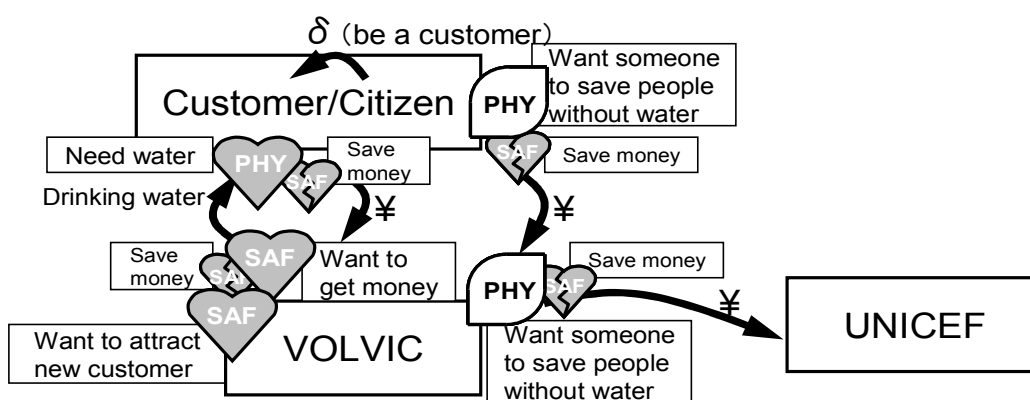 δ（be a customer）
Customer/Citizen
PHY
Want someone
to save people
without water
Need water
PHY
SAF
Save
money
SAF
Save money
Drinking water
¥
¥
Save
money
SAF
SAF
Want to
get money
PHY
SAF
Save money
¥
SAF
Want to attract
new customer
VOLVIC
Want someone
to save people
without water
UNICEF